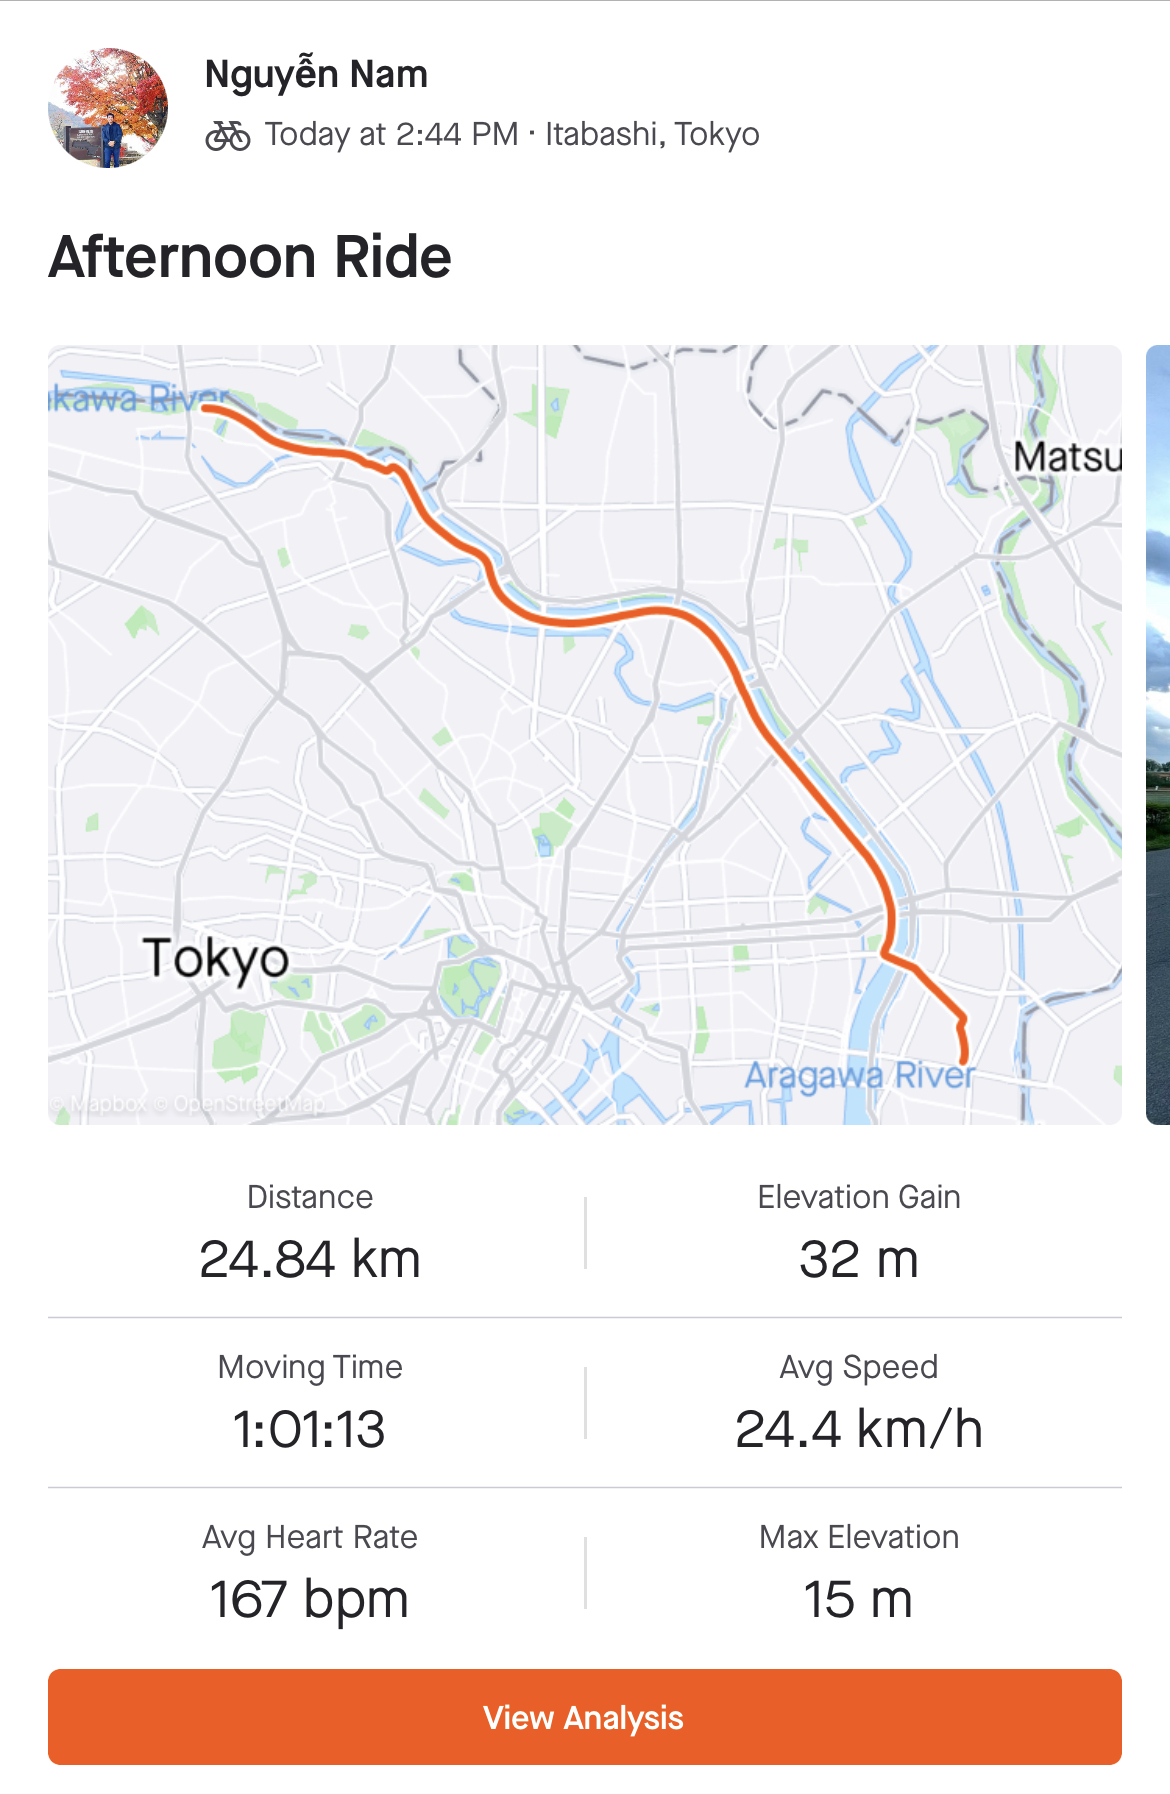 Nguyễn Nam
Today at 2:44 PM · Itabashi, Tokyo
Afternoon Ride
kawa River
Matsu
Tokyo
Aragawa River
© Mapbox © OpenStreetMap
Distance
24.84 km
Elevation Gain
32 m
Moving Time
1:01:13
Avg Speed
24.4 km/h
Avg Heart Rate
167 bpm
Max Elevation
15 m
View Analysis